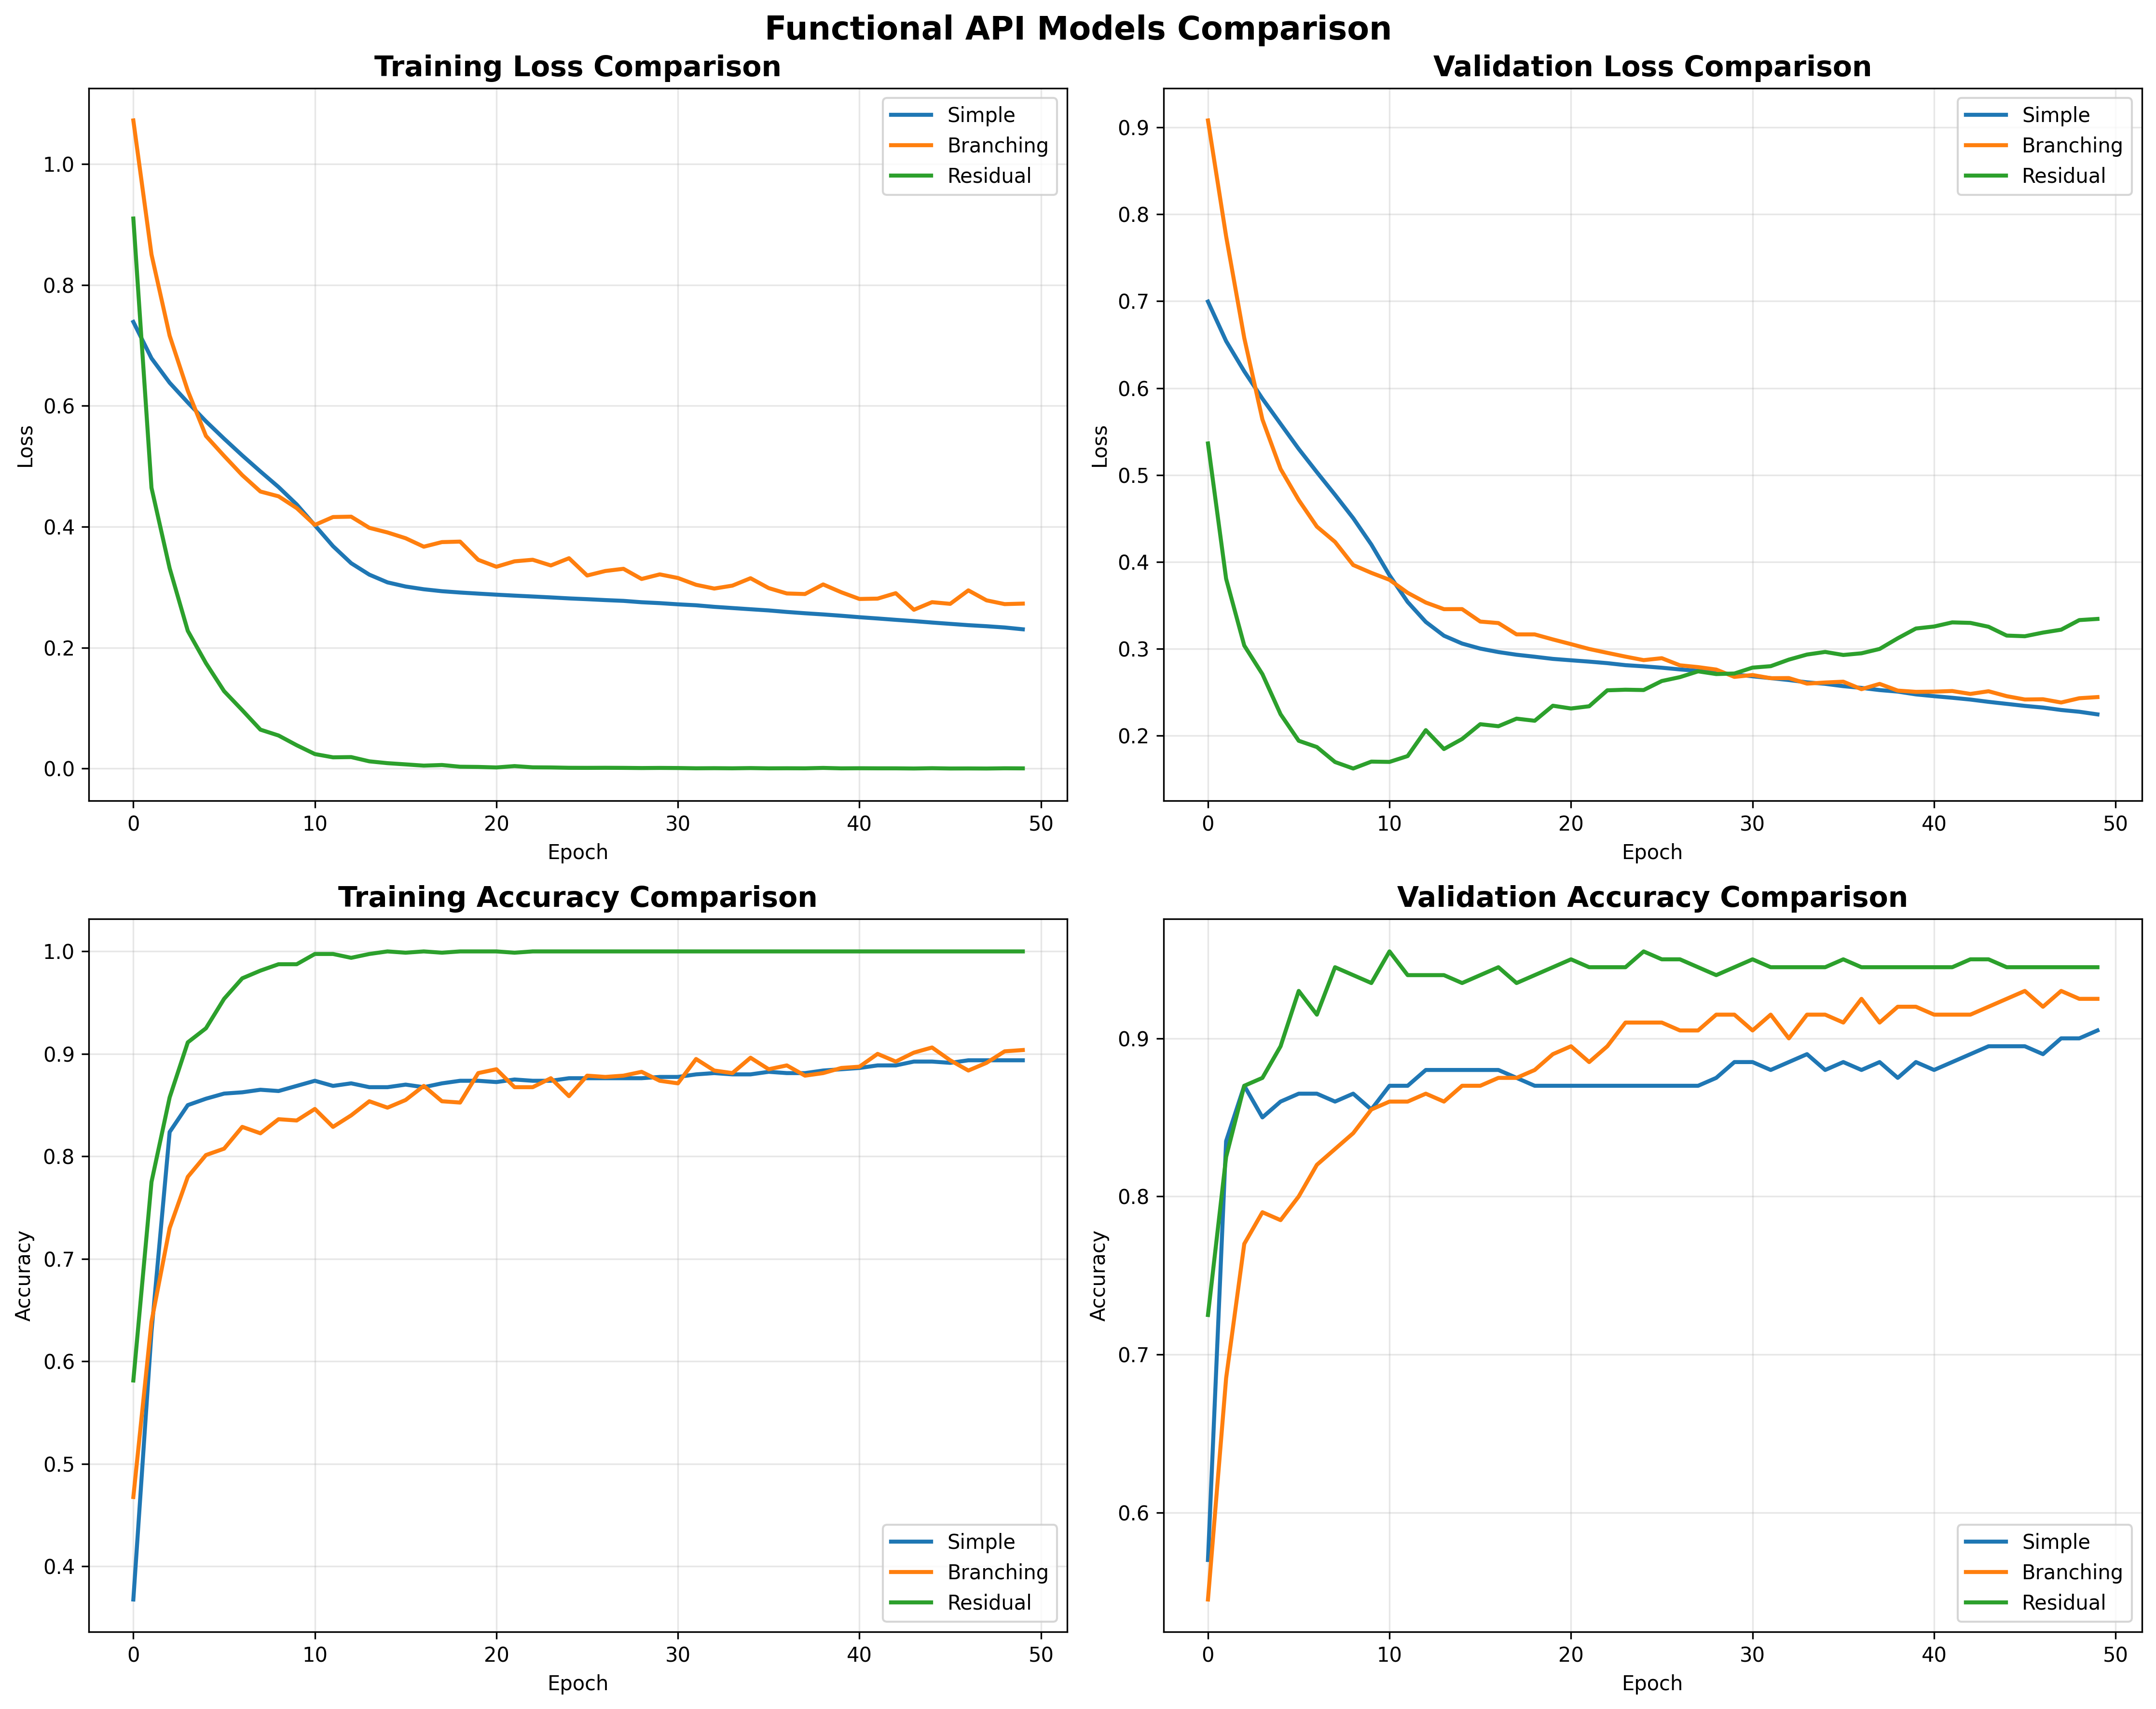 Functional API Models Comparison
Training Loss Comparison
1.0
0.8
0.6
0.4
0.2
0.0
Loss
0 10 20 30 40 50
Epoch
Simple
Branching
Residual
Validation Loss Comparison
0.9
0.8
0.7
0.6
0.5
0.4
0.3
0.2
Loss
0 10 20 30 40 50
Epoch
Simple
Branching
Residual
Training Accuracy Comparison
1.0
0.9
0.8
0.7
0.6
0.5
0.4
Accuracy
0 10 20 30 40 50
Epoch
Simple
Branching
Residual
Validation Accuracy Comparison
0.9
0.8
0.7
0.6
Accuracy
0 10 20 30 40 50
Epoch
Simple
Branching
Residual